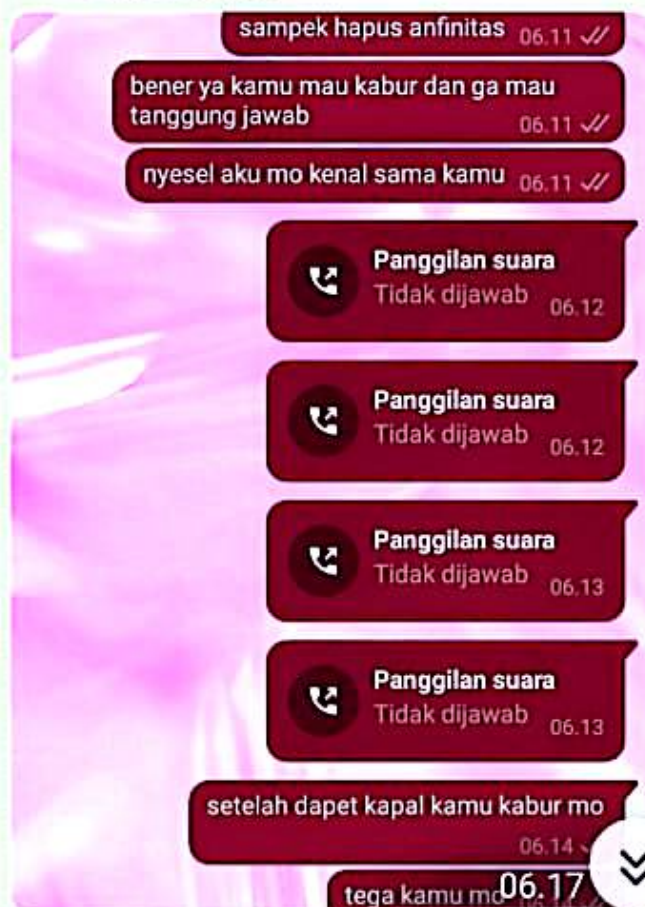 sampek hapus anfinitas 06.11
bener ya kamu mau kabur dan ga mau
tanggung jawab 06.11
nyesel aku mo kenal sama kamu 06.11
Panggilan suara
Tidak dijawab 06.12
Panggilan suara
Tidak dijawab 06.12
Panggilan suara
Tidak dijawab 06.13
Panggilan suara
Tidak dijawab 06.13
setelah dapet kapal kamu kabur mo
06.14
tega kamu mo 06.17